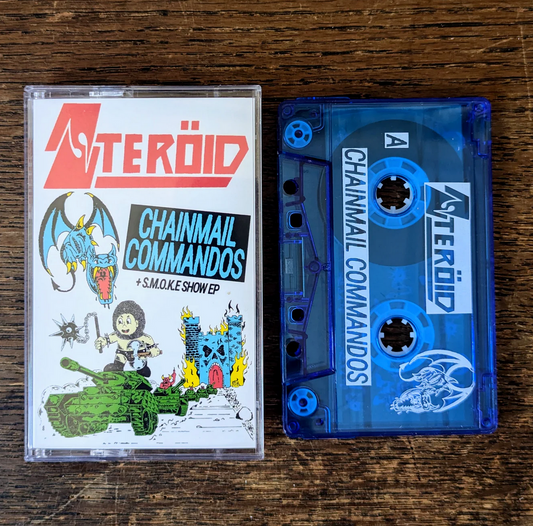 ASTERÖID
CHAINMAIL
COMMANDOS
+ S.M.O.K.E SHOW EP
A
CHAINMAIL COMMANDOS
ASTERÖID